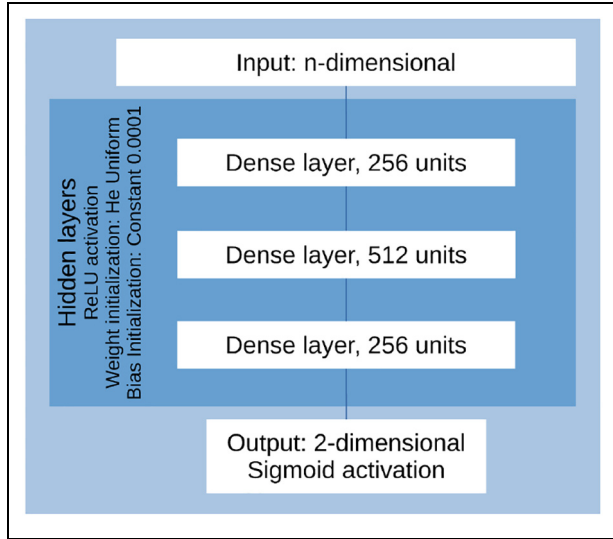 Input: n-dimensional
Hidden layers
ReLU activation
Weight initialization: He Uniform
Bias Initialization: Constant 0.0001
Dense layer, 256 units
Dense layer, 512 units
Dense layer, 256 units
Output: 2-dimensional
Sigmoid activation